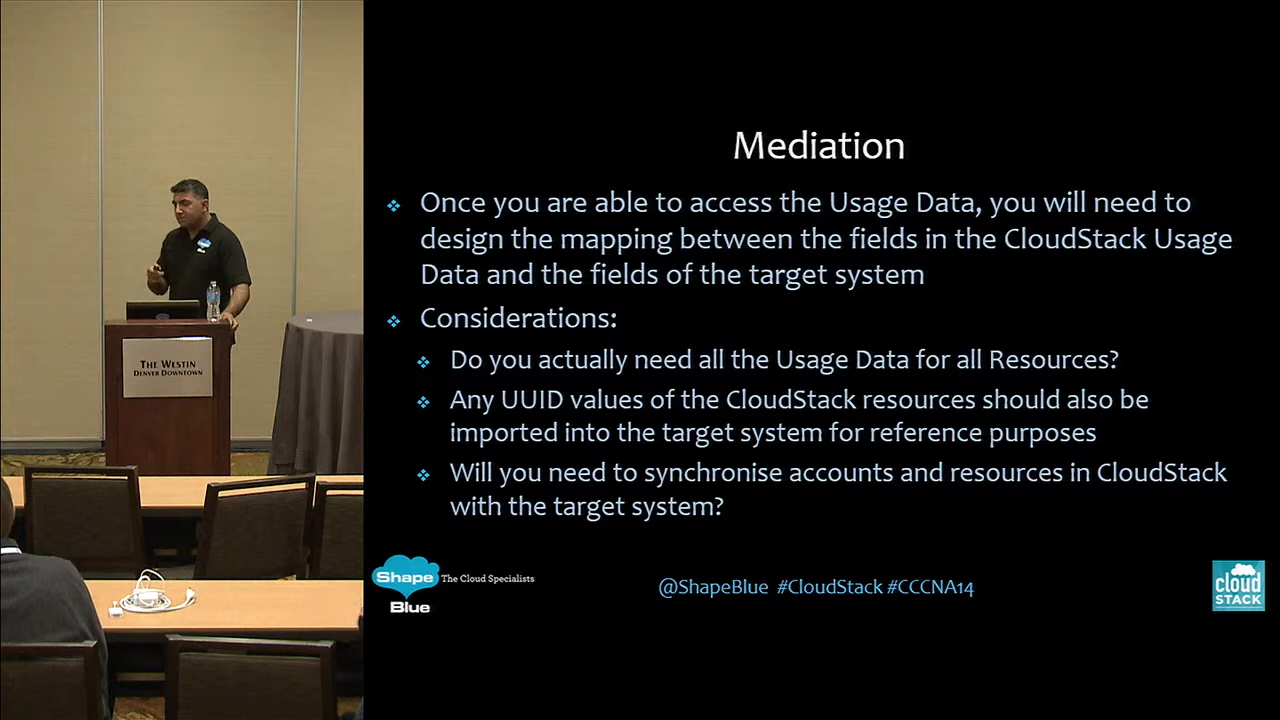 Mediation
Once you are able to access the Usage Data, you will need to
design the mapping between the fields in the CloudStack Usage
Data and the fields of the target system
Considerations:
Do you actually need all the Usage Data for all Resources?
Any UUID values of the CloudStack resources should also be
imported into the target system for reference purposes
Will you need to synchronise accounts and resources in CloudStack
with the target system?
THE WESTIN
DENVER DOWNTOWN
Shape
Blue
The Cloud Specialists
@ShapeBlue #CloudStack #CCCNA14
cloud
STACK